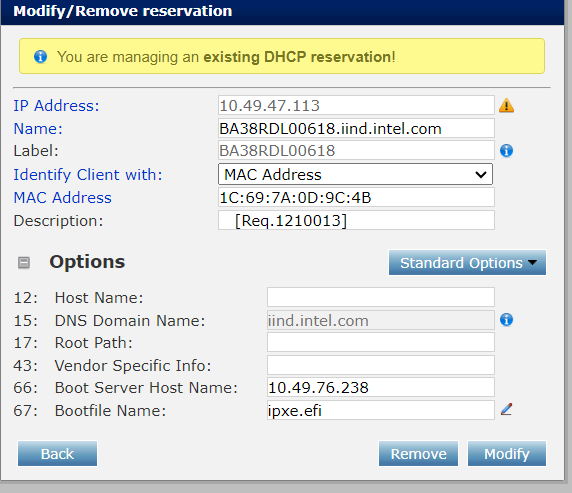 Modify/Remove reservation
You are managing an existing DHCP reservation!
IP Address: 10.49.47.113
Name: BA38RDL00618.iind.intel.com
Label: BA38RDL00618
Identify Client with: MAC Address
MAC Address 1C:69:7A:0D:9C:4B
Description: [Req.1210013]
Options Standard Options
12: Host Name:
15: DNS Domain Name: iind.intel.com
17: Root Path:
43: Vendor Specific Info:
66: Boot Server Host Name: 10.49.76.238
67: Bootfile Name: ipxe.efi
Back Remove Modify